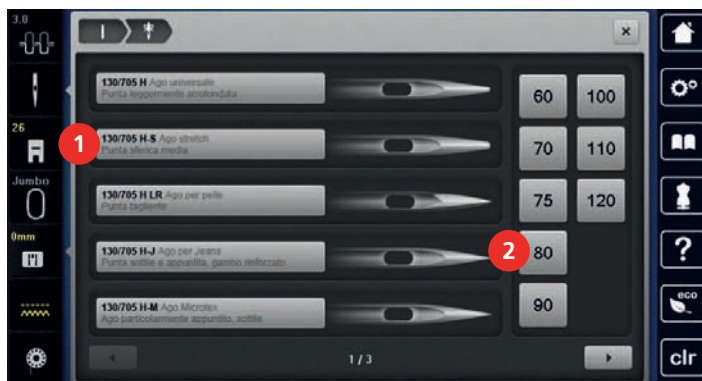 3.0
26
Jumbo
0mm
130/705 H Ago universale
Punta leggermente arrotondata
130/705 H-S Ago stretch
Punta sferica media
130/705 H LR Ago per pelle
Punta tagliente
130/705 H-J Ago per Jeans
Punta sottile e appuntita, gambo rinforzato
130/705 H-M Ago Microtex
Ago particolarmente appuntito, sottile
1
2
60 100
70 110
75 120
80
90
1 / 3
×
?
eco
clr